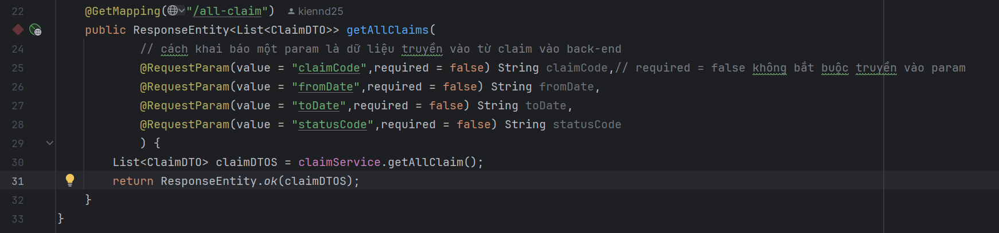 22 @GetMapping("/all-claim") kiennd25
public ResponseEntity<List<ClaimDTO>> getAllClaims(
24 // cách khai báo một param là dữ liệu truyền vào từ claim vào back-end
25 @RequestParam(value = "claimCode",required = false) String claimCode,// required = false không bắt buộc truyền vào param
26 @RequestParam(value = "fromDate",required = false) String fromDate,
27 @RequestParam(value = "toDate",required = false) String toDate,
28 @RequestParam(value = "statusCode",required = false) String statusCode
29 ) {
30 List<ClaimDTO> claimDTOS = claimService.getAllClaim();
31 return ResponseEntity.ok(claimDTOS);
32 }
33 }